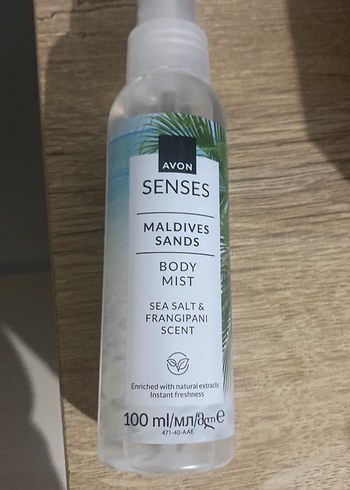 AVON
SENSES
MALDIVES
SANDS
BODY
MIST
SEA SALT &
FRANGIPANI
SCENT
Enriched with natural extracts
Instant freshness
100 ml/мл/მლ e
471-40-AAE